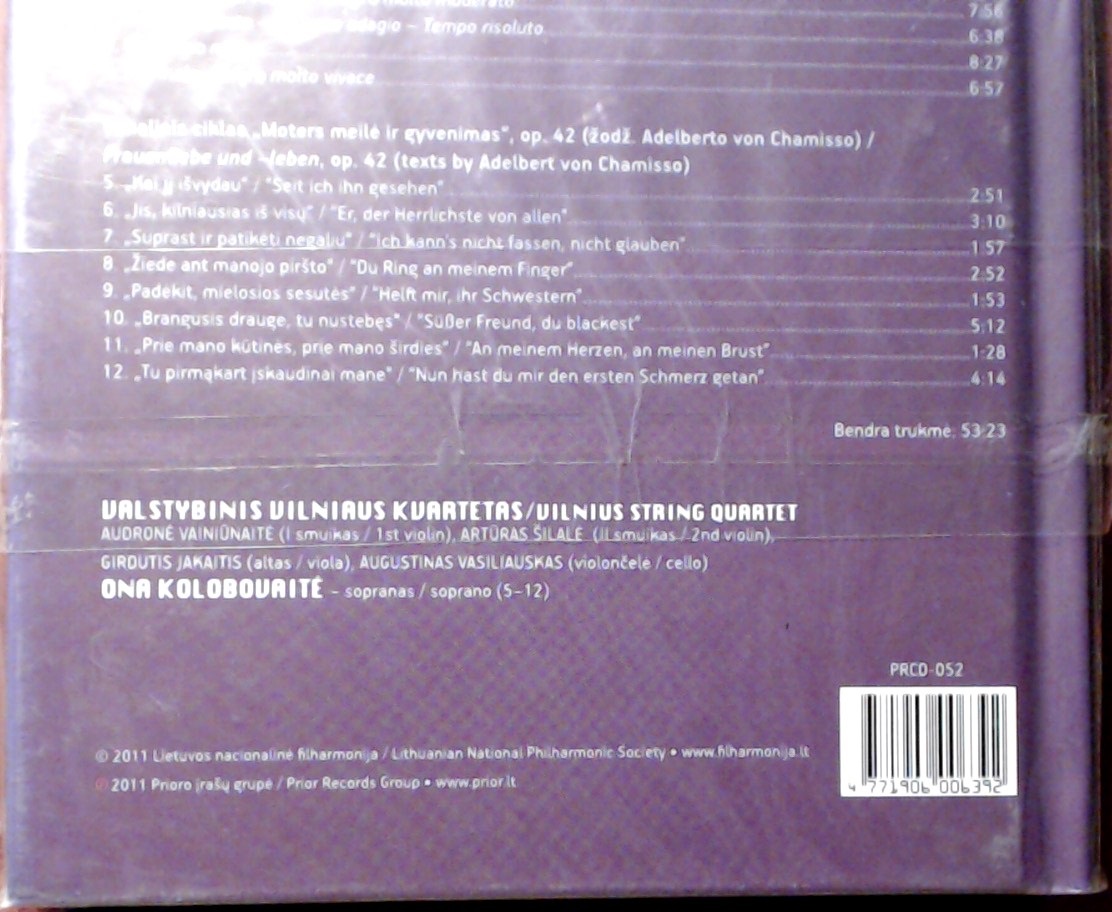 molto moderato 7:56
adagio – Tempo risoluto 6:38
8:27
molto vivace 6:57
ciklas „Moters meilė ir gyvenimas", op. 42 (žodž. Adelberto von Chamisso) /
Frauenliebe und –leben, op. 42 (texts by Adelbert von Chamisso)
5. „Kai jį išvydau" / "Seit ich ihn gesehen" 2:51
6. „Jis, kilniausias iš visų" / "Er, der Herrlichste von allen" 3:10
7. „Suprast ir patikėti negaliu" / "Ich kann's nicht fassen, nicht glauben" 1:57
8. „Žiede ant manojo piršto" / "Du Ring an meinem Finger" 2:52
9. „Padėkit, mielosios sesutės" / "Helft mir, ihr Schwestern" 1:53
10. „Brangusis drauge, tu nustebęs" / "Süßer Freund, du blackest" 5:12
11. „Prie mano krūtinės, prie mano širdies" / "An meinem Herzen, an meinen Brust" 1:28
12. „Tu pirmąkart įskaudinai mane" / "Nun hast du mir den ersten Schmerz getan" 4:14
Bendra trukmė: 53:23
VALSTYBINIS VILNIAUS KVARTETAS/VILNIUS STRING QUARTET
AUDRONĖ VAINIŪNAITĖ (I smuikas / 1st violin), ARTŪRAS ŠILALĖ (II smuikas / 2nd violin),
GIRDUTIS JAKAITIS (altas / viola), AUGUSTINAS VASILIAUSKAS (violončelė / cello)
ONA KOLOBOVAITĖ – sopranas / soprano (5–12)
PRCD-052
© 2011 Lietuvos nacionalinė filharmonija / Lithuanian National Philharmonic Society • www.filharmonija.lt
℗ 2011 Prioro įrašų grupė / Prior Records Group • www.prior.lt
4 771906 006392